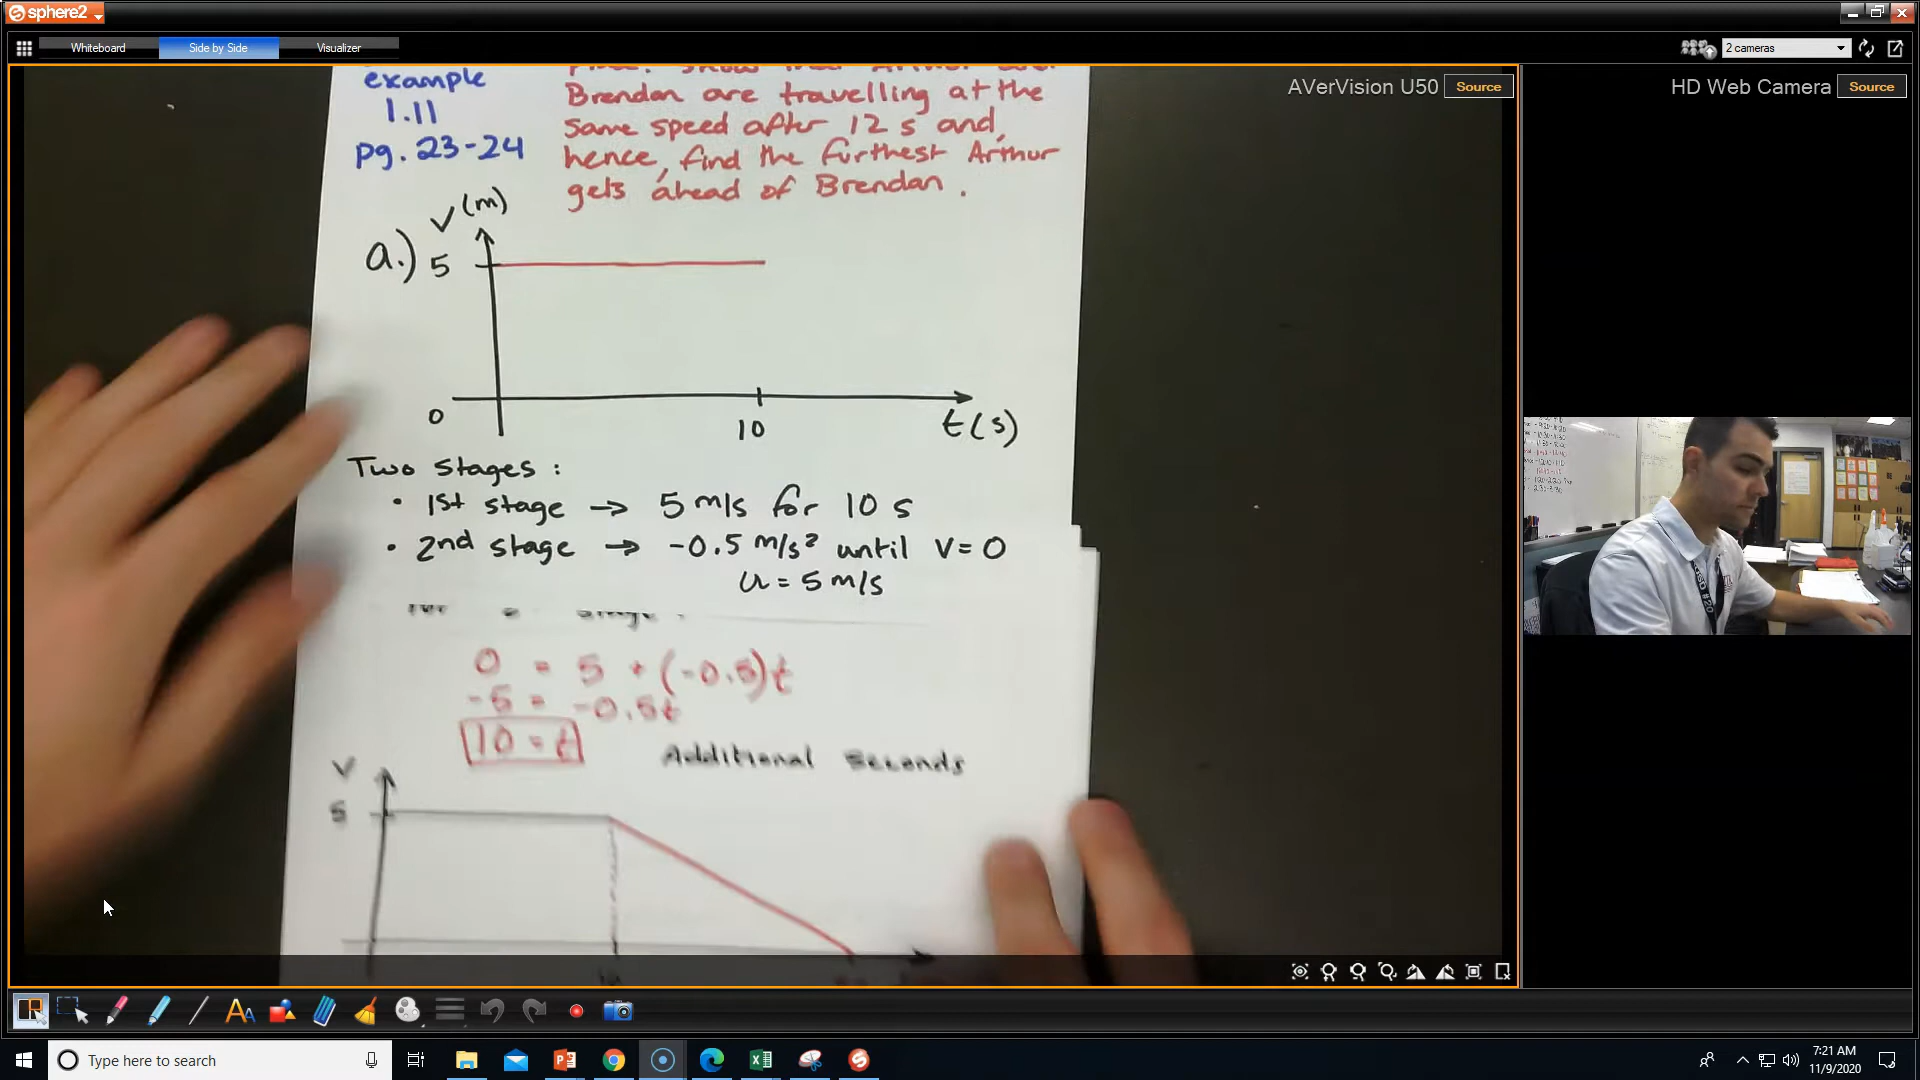 sphere2
Whiteboard
Side by Side
Visualizer
2 cameras
AVerVision U50
Source
HD Web Camera
Source
example
1.11
pg. 23-24
Brendan are travelling at the
same speed after 12 s and,
hence, find the furthest Arthur
gets ahead of Brendan.
V (m)
a.) 5
0
10
t(s)
Two stages :
• 1st stage → 5 m/s for 10 s
• 2nd stage → -0.5 m/s² until v = 0
u = 5 m/s
0 = 5 + (-0.5)t
-5 = -0.5t
10 = t
Additional seconds
V
5
Type here to search
7:21 AM
11/9/2020